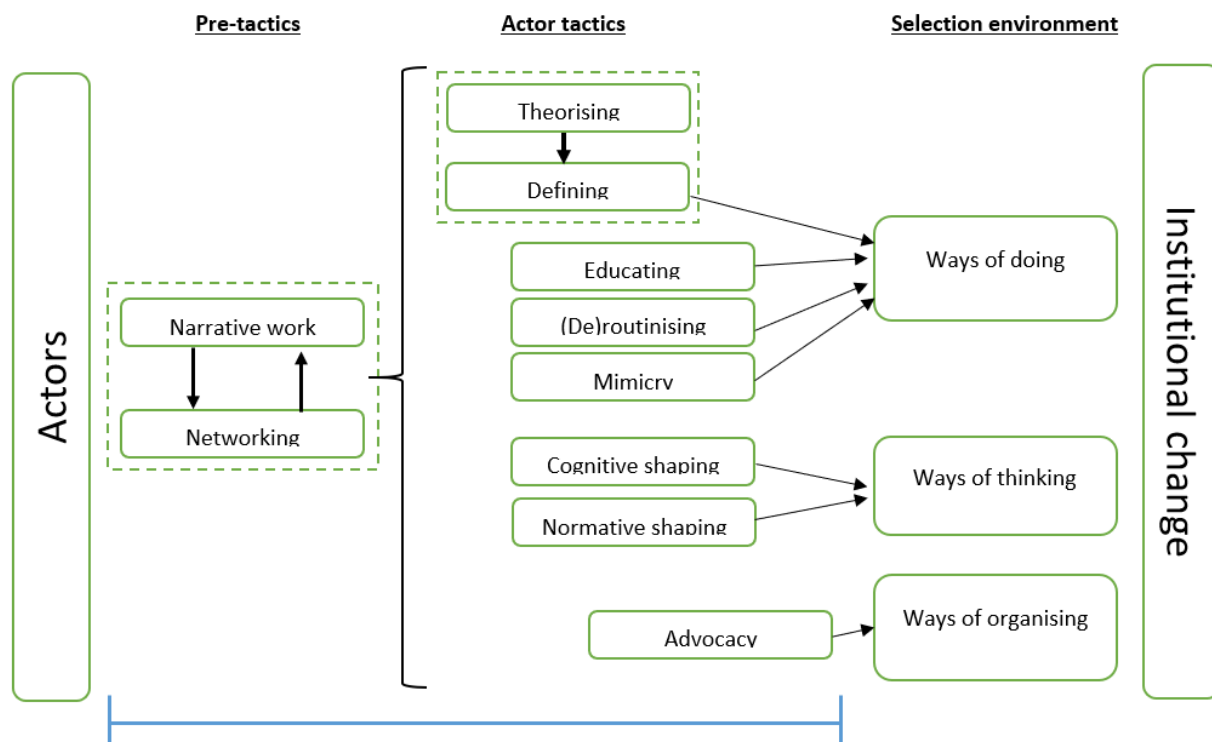 Pre-tactics
Actor tactics
Selection environment
Actors
Narrative work
Networking
Theorising
Defining
Educating
(De)routinising
Mimicry
Cognitive shaping
Normative shaping
Advocacy
Ways of doing
Ways of thinking
Ways of organising
Institutional change